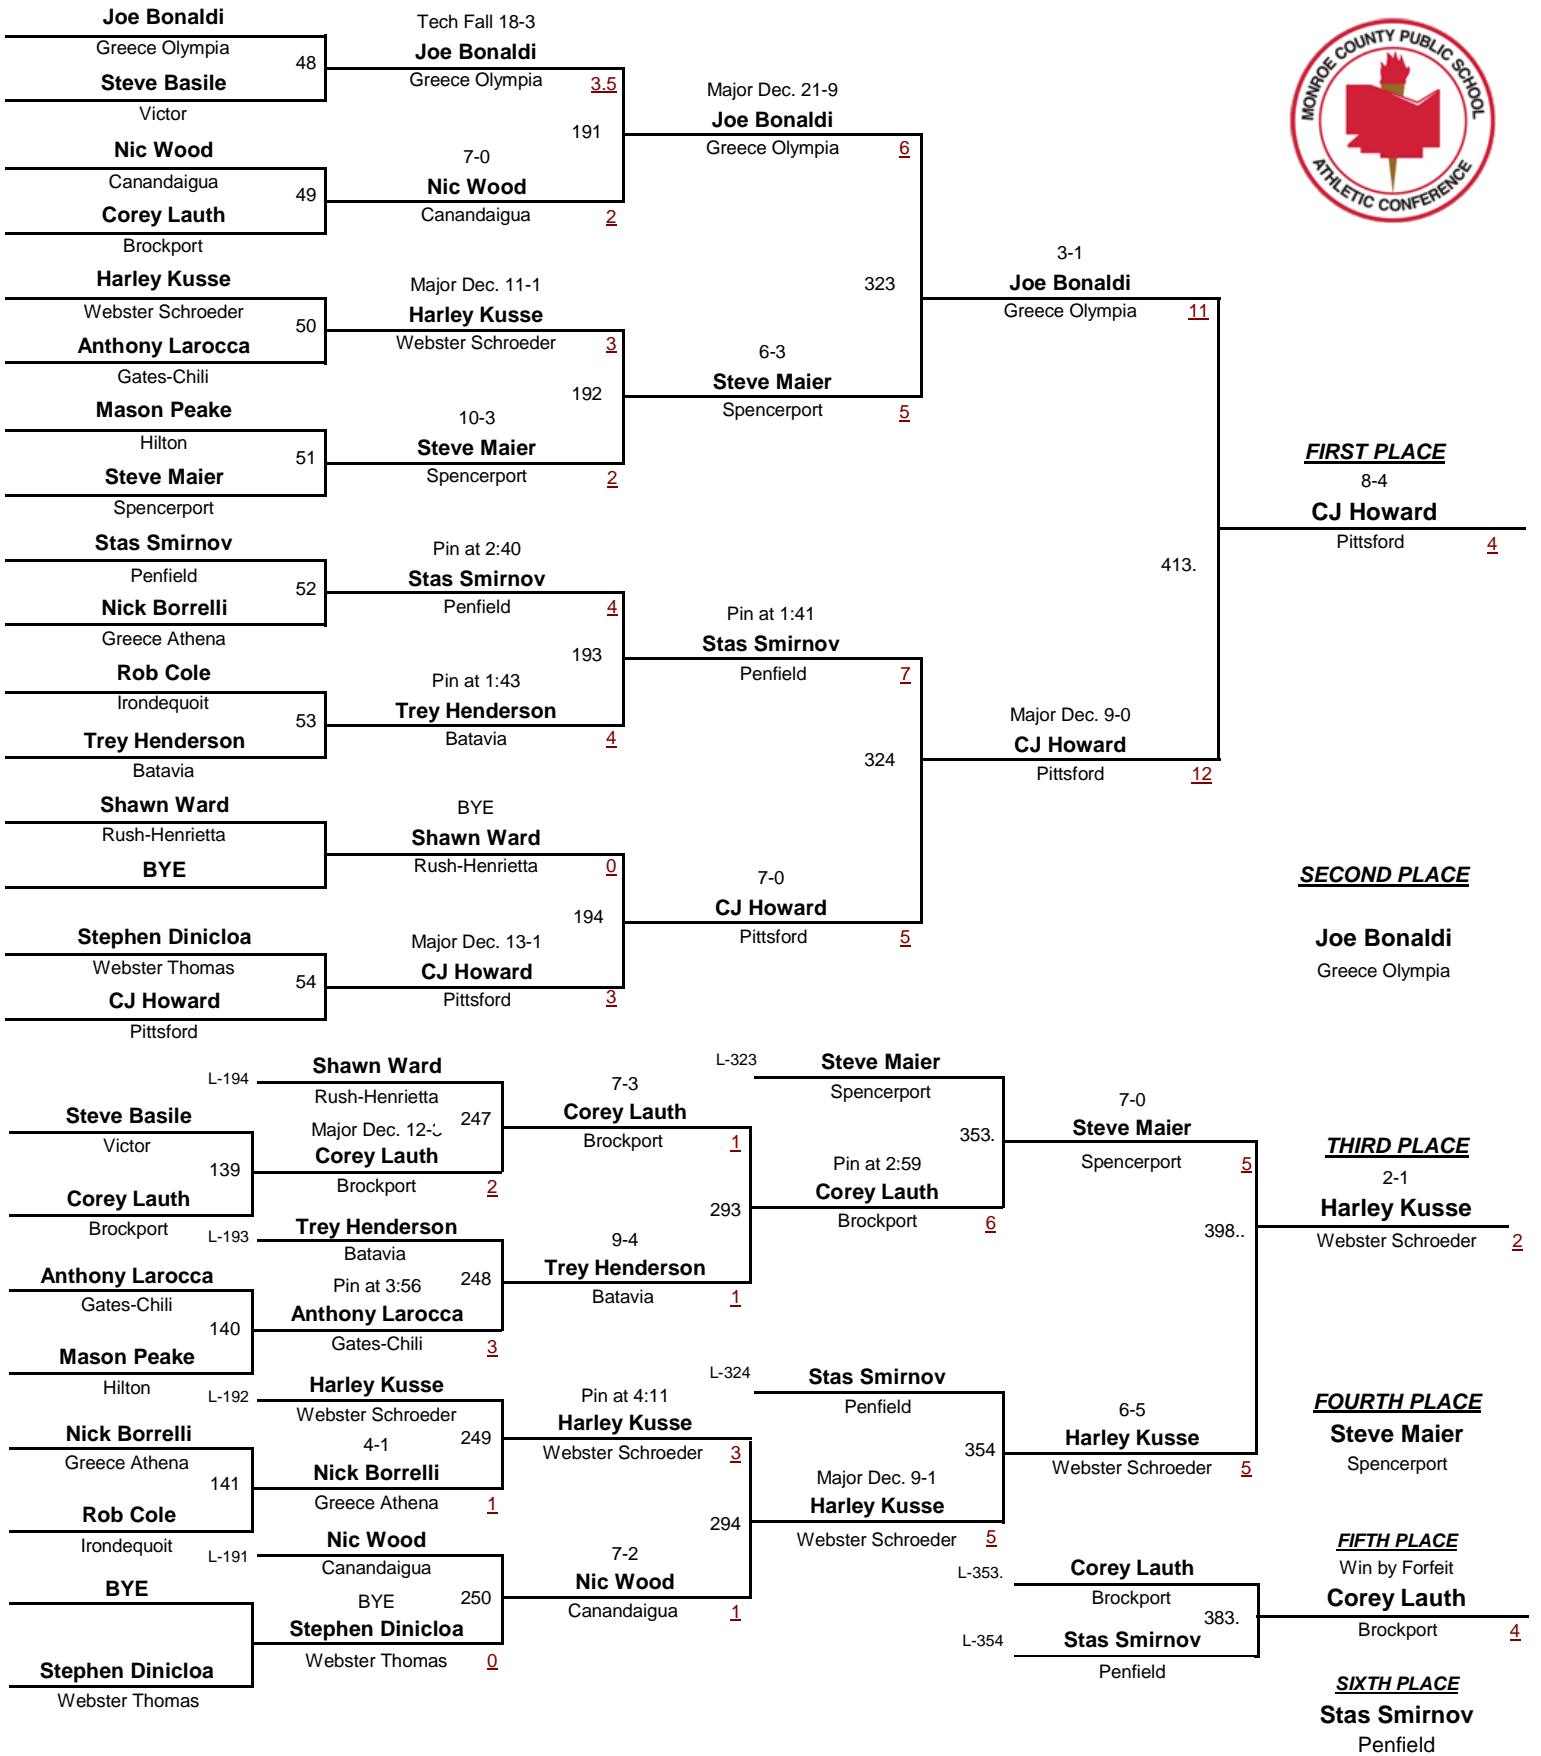 Joe Bonaldi
Greece Olympia
48
Steve Basile
Victor
Nic Wood
Canandaigua
49
Corey Lauth
Brockport
Harley Kusse
Webster Schroeder
50
Anthony Larocca
Gates-Chili
Mason Peake
Hilton
51
Steve Maier
Spencerport
Stas Smirnov
Penfield
52
Nick Borrelli
Greece Athena
Rob Cole
Irondequoit
53
Trey Henderson
Batavia
Shawn Ward
Rush-Henrietta
BYE
Stephen Dinicloa
Webster Thomas
54
CJ Howard
Pittsford
Tech Fall 18-3
Joe Bonaldi
Greece Olympia 3.5
191
7-0
Nic Wood
Canandaigua 2
Major Dec. 11-1
Harley Kusse
Webster Schroeder 3
192
10-3
Steve Maier
Spencerport 2
Pin at 2:40
Stas Smirnov
Penfield 4
193
Pin at 1:43
Trey Henderson
Batavia 4
BYE
Shawn Ward
Rush-Henrietta 0
194
Major Dec. 13-1
CJ Howard
Pittsford 3
Major Dec. 21-9
Joe Bonaldi
Greece Olympia 6
323
6-3
Steve Maier
Spencerport 5
Pin at 1:41
Stas Smirnov
Penfield 7
324
7-0
CJ Howard
Pittsford 5
3-1
Joe Bonaldi
Greece Olympia 11
413.
Major Dec. 9-0
CJ Howard
Pittsford 12
MONROE COUNTY PUBLIC SCHOOL
ATHLETIC CONFERENCE
FIRST PLACE
8-4
CJ Howard
Pittsford 4
SECOND PLACE
Joe Bonaldi
Greece Olympia
Steve Basile
Victor
139
Corey Lauth
Brockport
Anthony Larocca
Gates-Chili
140
Mason Peake
Hilton
Nick Borrelli
Greece Athena
141
Rob Cole
Irondequoit
BYE
Stephen Dinicloa
Webster Thomas
L-194 Shawn Ward
Rush-Henrietta
247
Major Dec. 12-
Corey Lauth
Brockport 2
L-193 Trey Henderson
Batavia
248
Pin at 3:56
Anthony Larocca
Gates-Chili 3
L-192 Harley Kusse
Webster Schroeder
249
4-1
Nick Borrelli
Greece Athena 1
L-191 Nic Wood
Canandaigua
250
BYE
Stephen Dinicloa
Webster Thomas 0
7-3
Corey Lauth
Brockport 1
293
9-4
Trey Henderson
Batavia 1
Pin at 4:11
Harley Kusse
Webster Schroeder 3
294
7-2
Nic Wood
Canandaigua 1
L-323 Steve Maier
Spencerport
353.
Pin at 2:59
Corey Lauth
Brockport 6
L-324 Stas Smirnov
Penfield
354
Major Dec. 9-1
Harley Kusse
Webster Schroeder 5
7-0
Steve Maier
Spencerport 5
398..
6-5
Harley Kusse
Webster Schroeder 5
L-353. Corey Lauth
Brockport
383.
L-354 Stas Smirnov
Penfield
THIRD PLACE
2-1
Harley Kusse
Webster Schroeder 2
FOURTH PLACE
Steve Maier
Spencerport
FIFTH PLACE
Win by Forfeit
Corey Lauth
Brockport 4
SIXTH PLACE
Stas Smirnov
Penfield